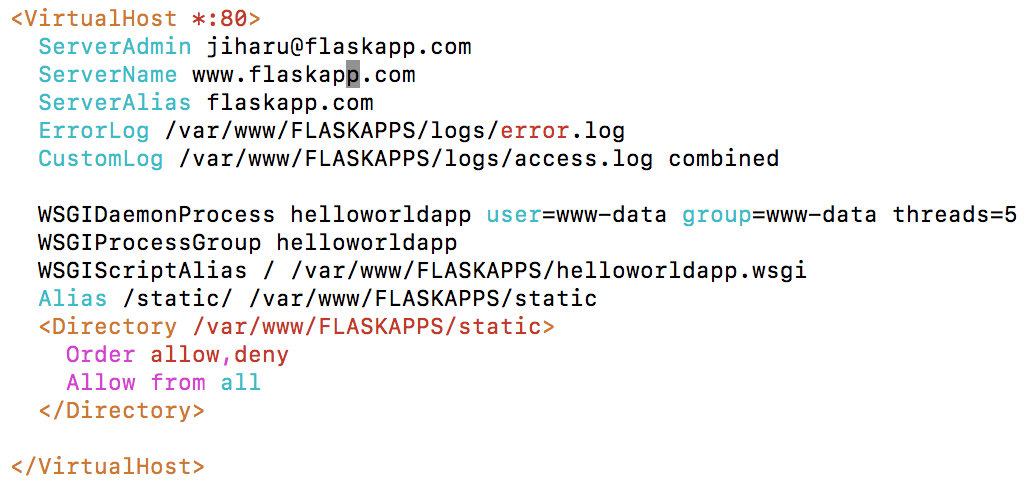 <VirtualHost *:80>
ServerAdmin jiharu@flaskapp.com
ServerName www.flaskapp.com
ServerAlias flaskapp.com
ErrorLog /var/www/FLASKAPPS/logs/error.log
CustomLog /var/www/FLASKAPPS/logs/access.log combined
WSGIDaemonProcess helloworldapp user=www-data group=www-data threads=5
WSGIProcessGroup helloworldapp
WSGIScriptAlias / /var/www/FLASKAPPS/helloworldapp.wsgi
Alias /static/ /var/www/FLASKAPPS/static
<Directory /var/www/FLASKAPPS/static>
Order allow,deny
Allow from all
</Directory>
</VirtualHost>